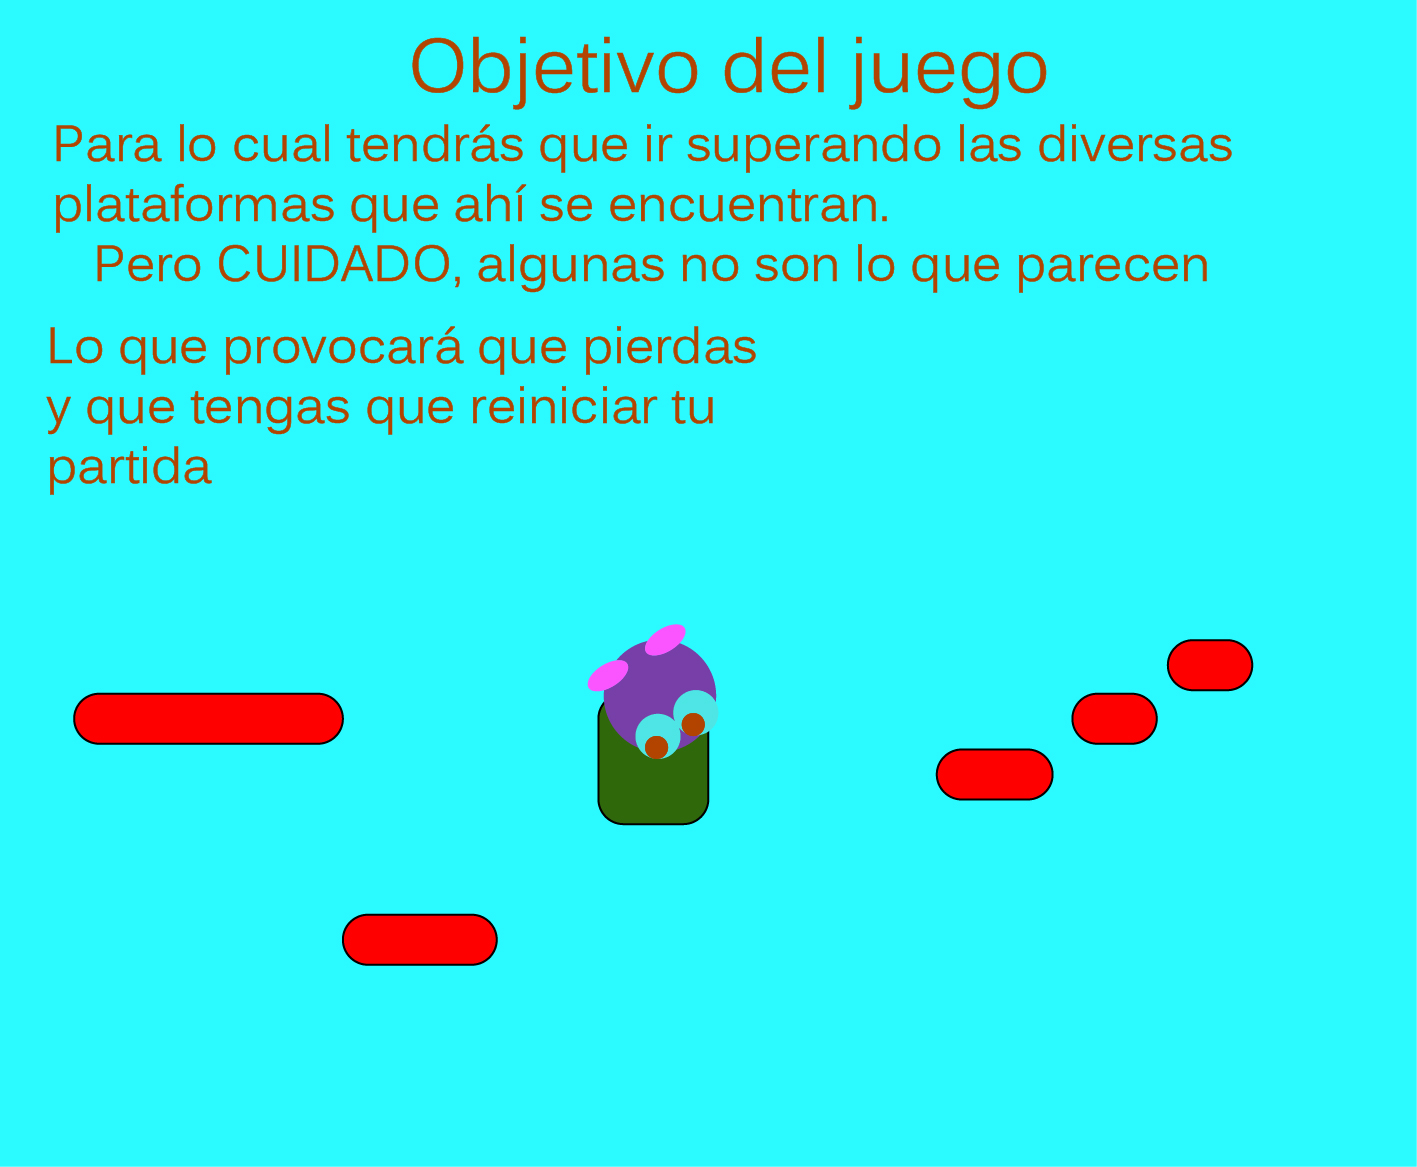 Objetivo del juego
Para lo cual tendrás que ir superando las diversas
plataformas que ahí se encuentran.
Pero CUIDADO, algunas no son lo que parecen
Lo que provocará que pierdas
y que tengas que reiniciar tu
partida